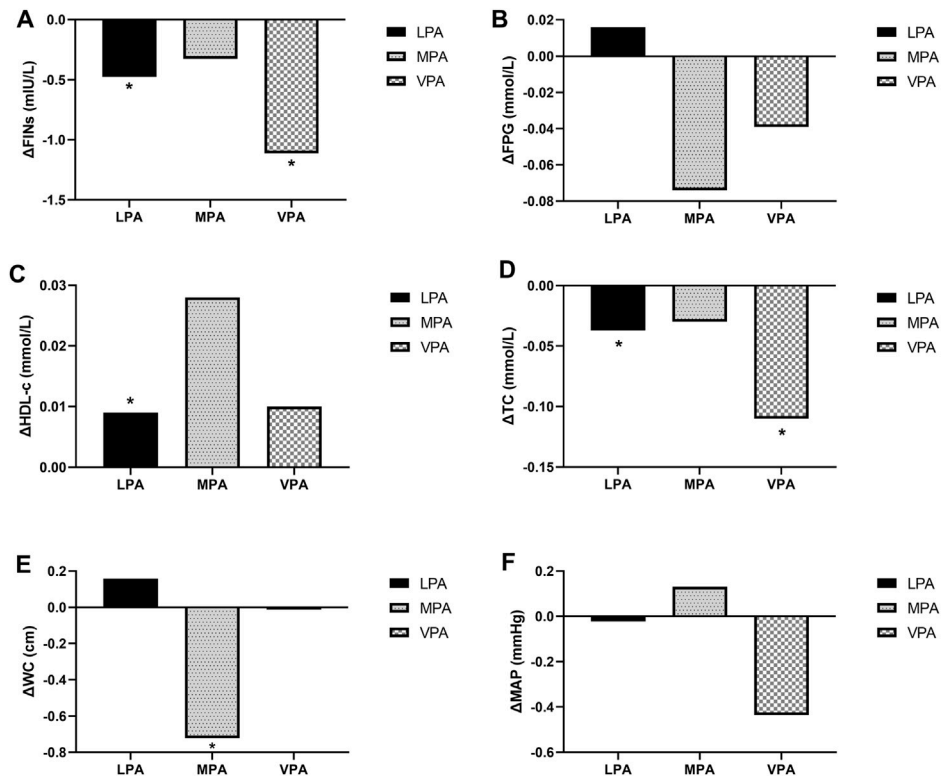 A
ΔFINs (mIU/L)
0.0
-0.5
-1.0
-1.5
*
*
LPA MPA VPA
LPA
MPA
VPA
B
ΔFPG (mmol/L)
0.02
0.00
-0.02
-0.04
-0.06
-0.08
LPA MPA VPA
LPA
MPA
VPA
C
ΔHDL-c (mmol/L)
0.03
0.02
0.01
0.00
*
LPA MPA VPA
LPA
MPA
VPA
D
ΔTC (mmol/L)
0.00
-0.05
-0.10
-0.15
*
*
LPA MPA VPA
LPA
MPA
VPA
E
ΔWC (cm)
0.2
0.0
-0.2
-0.4
-0.6
-0.8
*
LPA MPA VPA
LPA
MPA
VPA
F
ΔMAP (mmHg)
0.2
0.0
-0.2
-0.4
-0.6
LPA MPA VPA
LPA
MPA
VPA